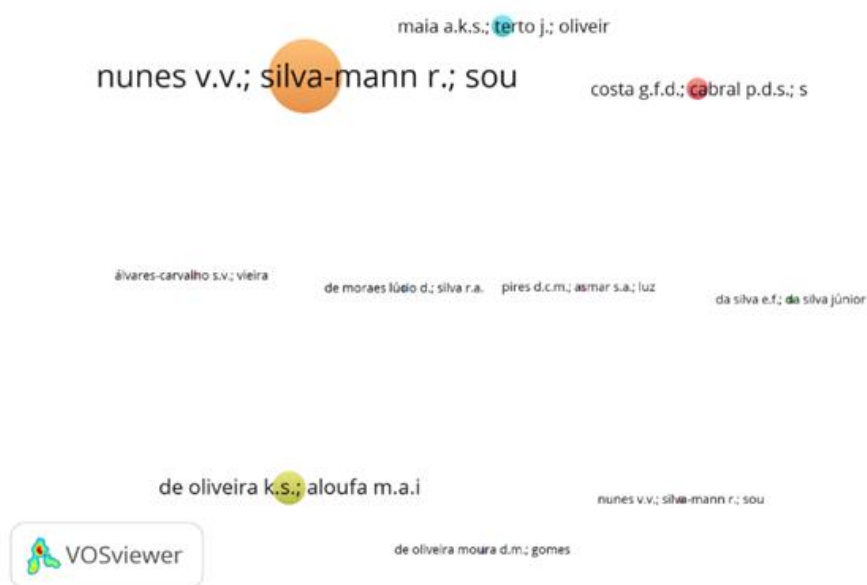 maia a.k.s.; terto j.; oliveir
nunes v.v.; silva-mann r.; sou
costa g.f.d.; cabral p.d.s.; s
álvares-carvalho s.v.; vieira
de moraes lúcio d.; silva r.a.
pires d.c.m.; asmar s.a.; luz
da silva e.f.; da silva júnior
de oliveira k.s.; aloufa m.a.i
nunes v.v.; silva-mann r.; sou
de oliveira moura d.m.; gomes
VOSviewer